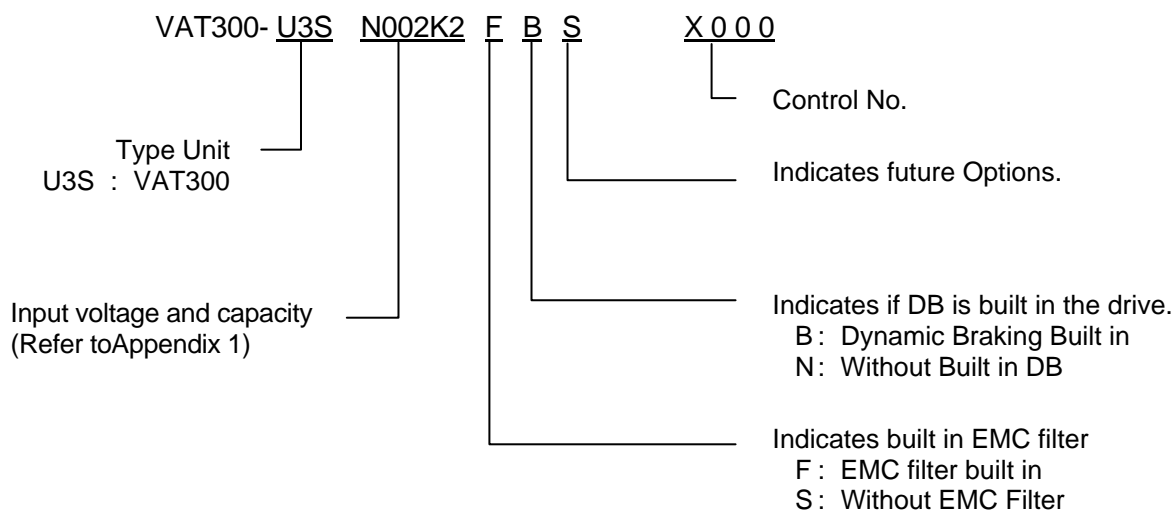 VAT300- U3S N002K2 F B S X 0 0 0
Control No.
Type Unit
U3S : VAT300
Indicates future Options.
Input voltage and capacity
(Refer toAppendix 1)
Indicates if DB is built in the drive.
B : Dynamic Braking Built in
N : Without Built in DB
Indicates built in EMC filter
F : EMC filter built in
S : Without EMC Filter